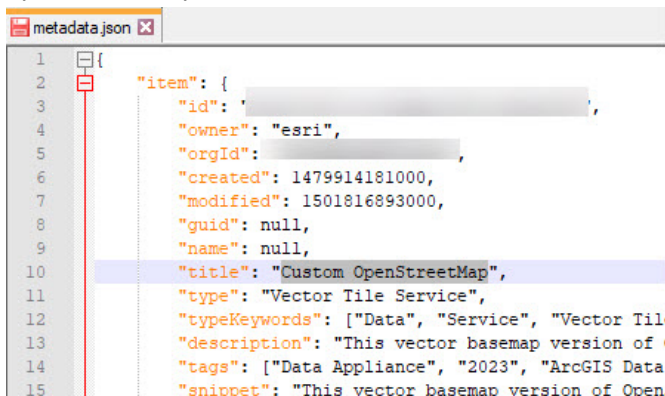 metadata.json
1 {
2 "item": {
3 "id": " ",
4 "owner": "esri",
5 "orgId": ,
6 "created": 1479914181000,
7 "modified": 1501816893000,
8 "guid": null,
9 "name": null,
10 "title": "Custom OpenStreetMap",
11 "type": "Vector Tile Service",
12 "typeKeywords": ["Data", "Service", "Vector
13 "description": "This vector basemap version of
14 "tags": ["Data Appliance", "2023", "ArcGIS Data
15 "snippet": "This vector basemap version of Open